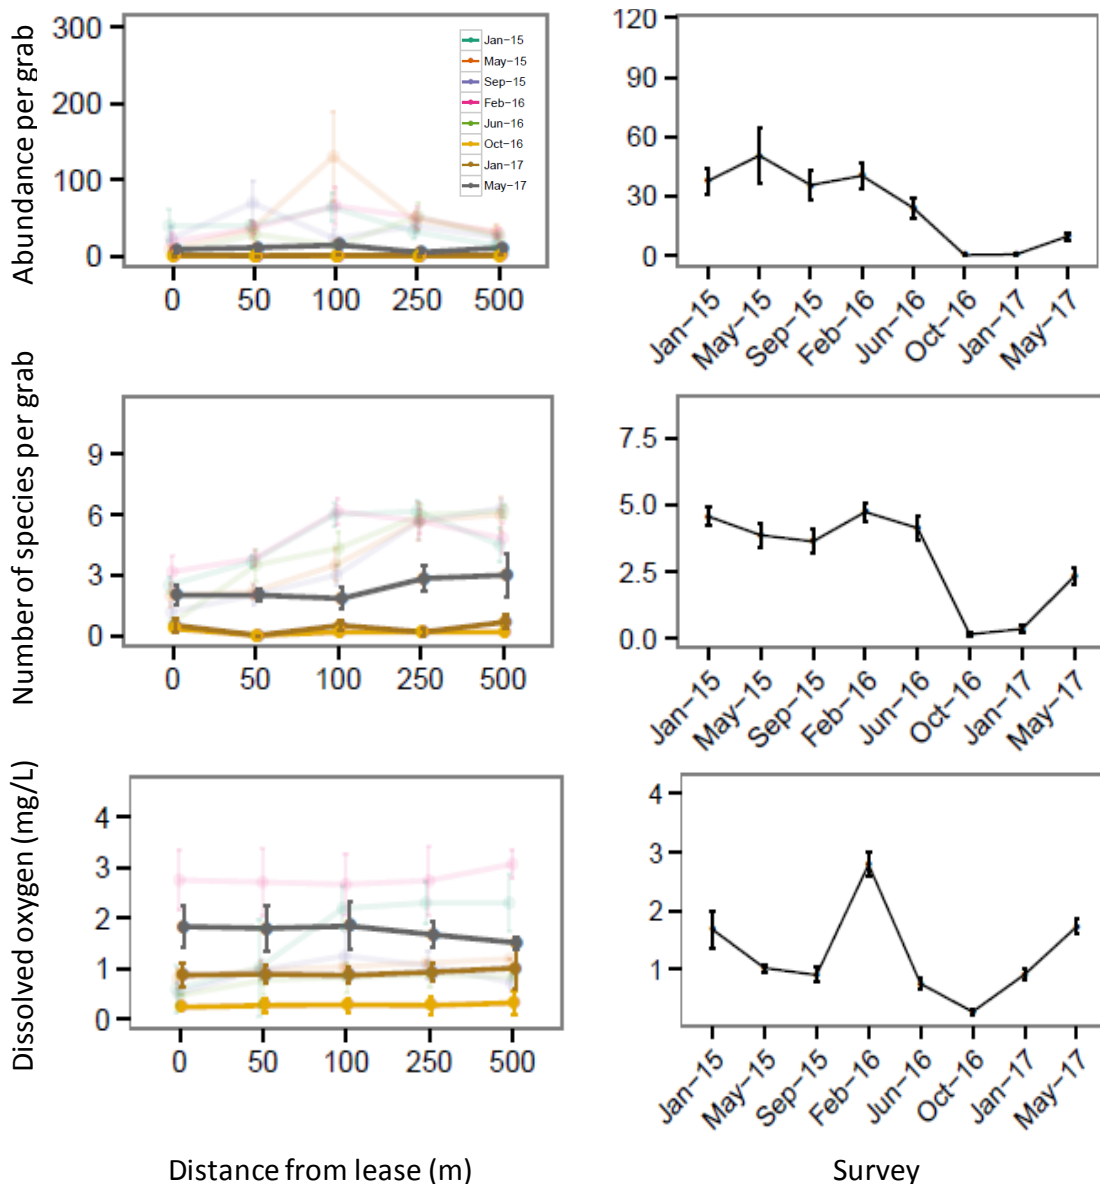 Abundance per grab
300
200
100
0
0 50 100 250 500
Jan-15
May-15
Sep-15
Feb-16
Jun-16
Oct-16
Jan-17
May-17
120
90
60
30
0
Jan-15 May-15 Sep-15 Feb-16 Jun-16 Oct-16 Jan-17 May-17
Number of species per grab
9
6
3
0
0 50 100 250 500
7.5
5.0
2.5
0.0
Jan-15 May-15 Sep-15 Feb-16 Jun-16 Oct-16 Jan-17 May-17
Dissolved oxygen (mg/L)
4
3
2
1
0
0 50 100 250 500
4
3
2
1
Jan-15 May-15 Sep-15 Feb-16 Jun-16 Oct-16 Jan-17 May-17
Distance from lease (m)
Survey